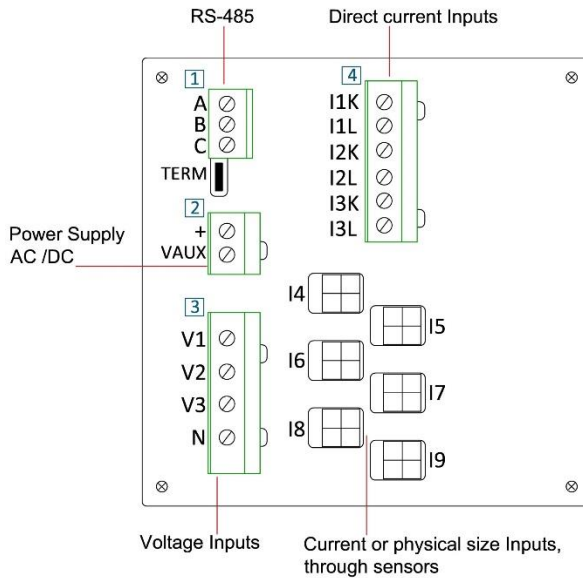 RS-485
Direct current Inputs
1
A
B
C
TERM
4
I1K
I1L
I2K
I2L
I3K
I3L
2
+
VAUX
Power Supply
AC /DC
3
V1
V2
V3
N
I4
I5
I6
I7
I8
I9
Voltage Inputs
Current or physical size Inputs,
through sensors